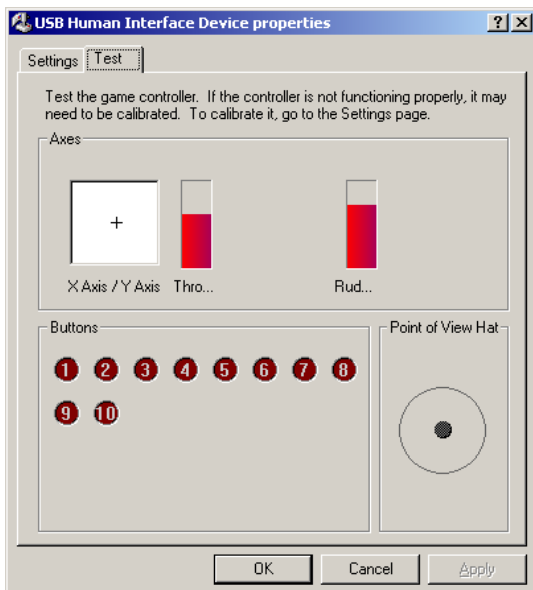 USB Human Interface Device properties
Settings Test
Test the game controller. If the controller is not functioning properly, it may
need to be calibrated. To calibrate it, go to the Settings page.
Axes
X Axis / Y Axis Thro... Rud...
Buttons
1 2 3 4 5 6 7 8
9 10
Point of View Hat
OK Cancel Apply